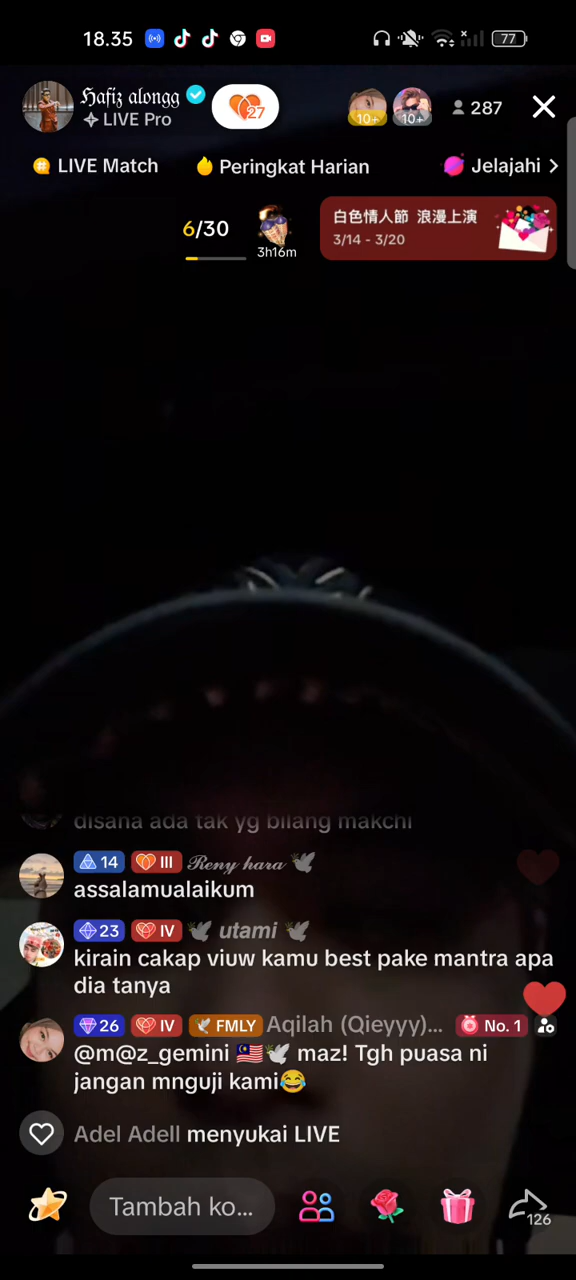 18.35
77
Hafiz alongg
LIVE Pro
27
10+
10+
287
LIVE Match
Peringkat Harian
Jelajahi >
6/30
3h16m
白色情人節 浪漫上演
3/14 - 3/20
disana ada tak yg bilang makchi
14 III Reny hara 🕊️
assalamualaikum
23 IV 🕊️ utami 🕊️
kirain cakap viuw kamu best pake mantra apa
dia tanya
26 IV FMLY Aqilah (Qieyyy)... No. 1
@m@z_gemini 🇲🇾🕊️ maz! Tgh puasa ni
jangan mnguji kami😂
Adel Adell menyukai LIVE
Tambah ko...
126